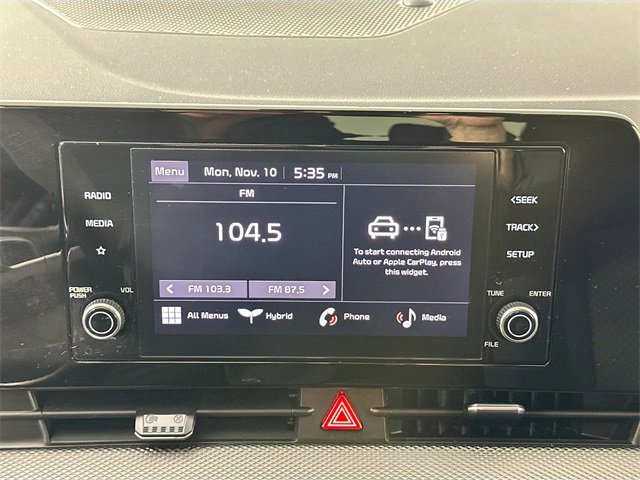 Menu Mon, Nov. 10 5:35 PM
FM
104.5
< FM 103.3 FM 87.5 >
To start connecting Android
Auto or Apple CarPlay, press
this widget.
All Menus Hybrid Phone Media
RADIO
MEDIA
POWER
PUSH
VOL
<SEEK
TRACK>
SETUP
TUNE
ENTER
FILE